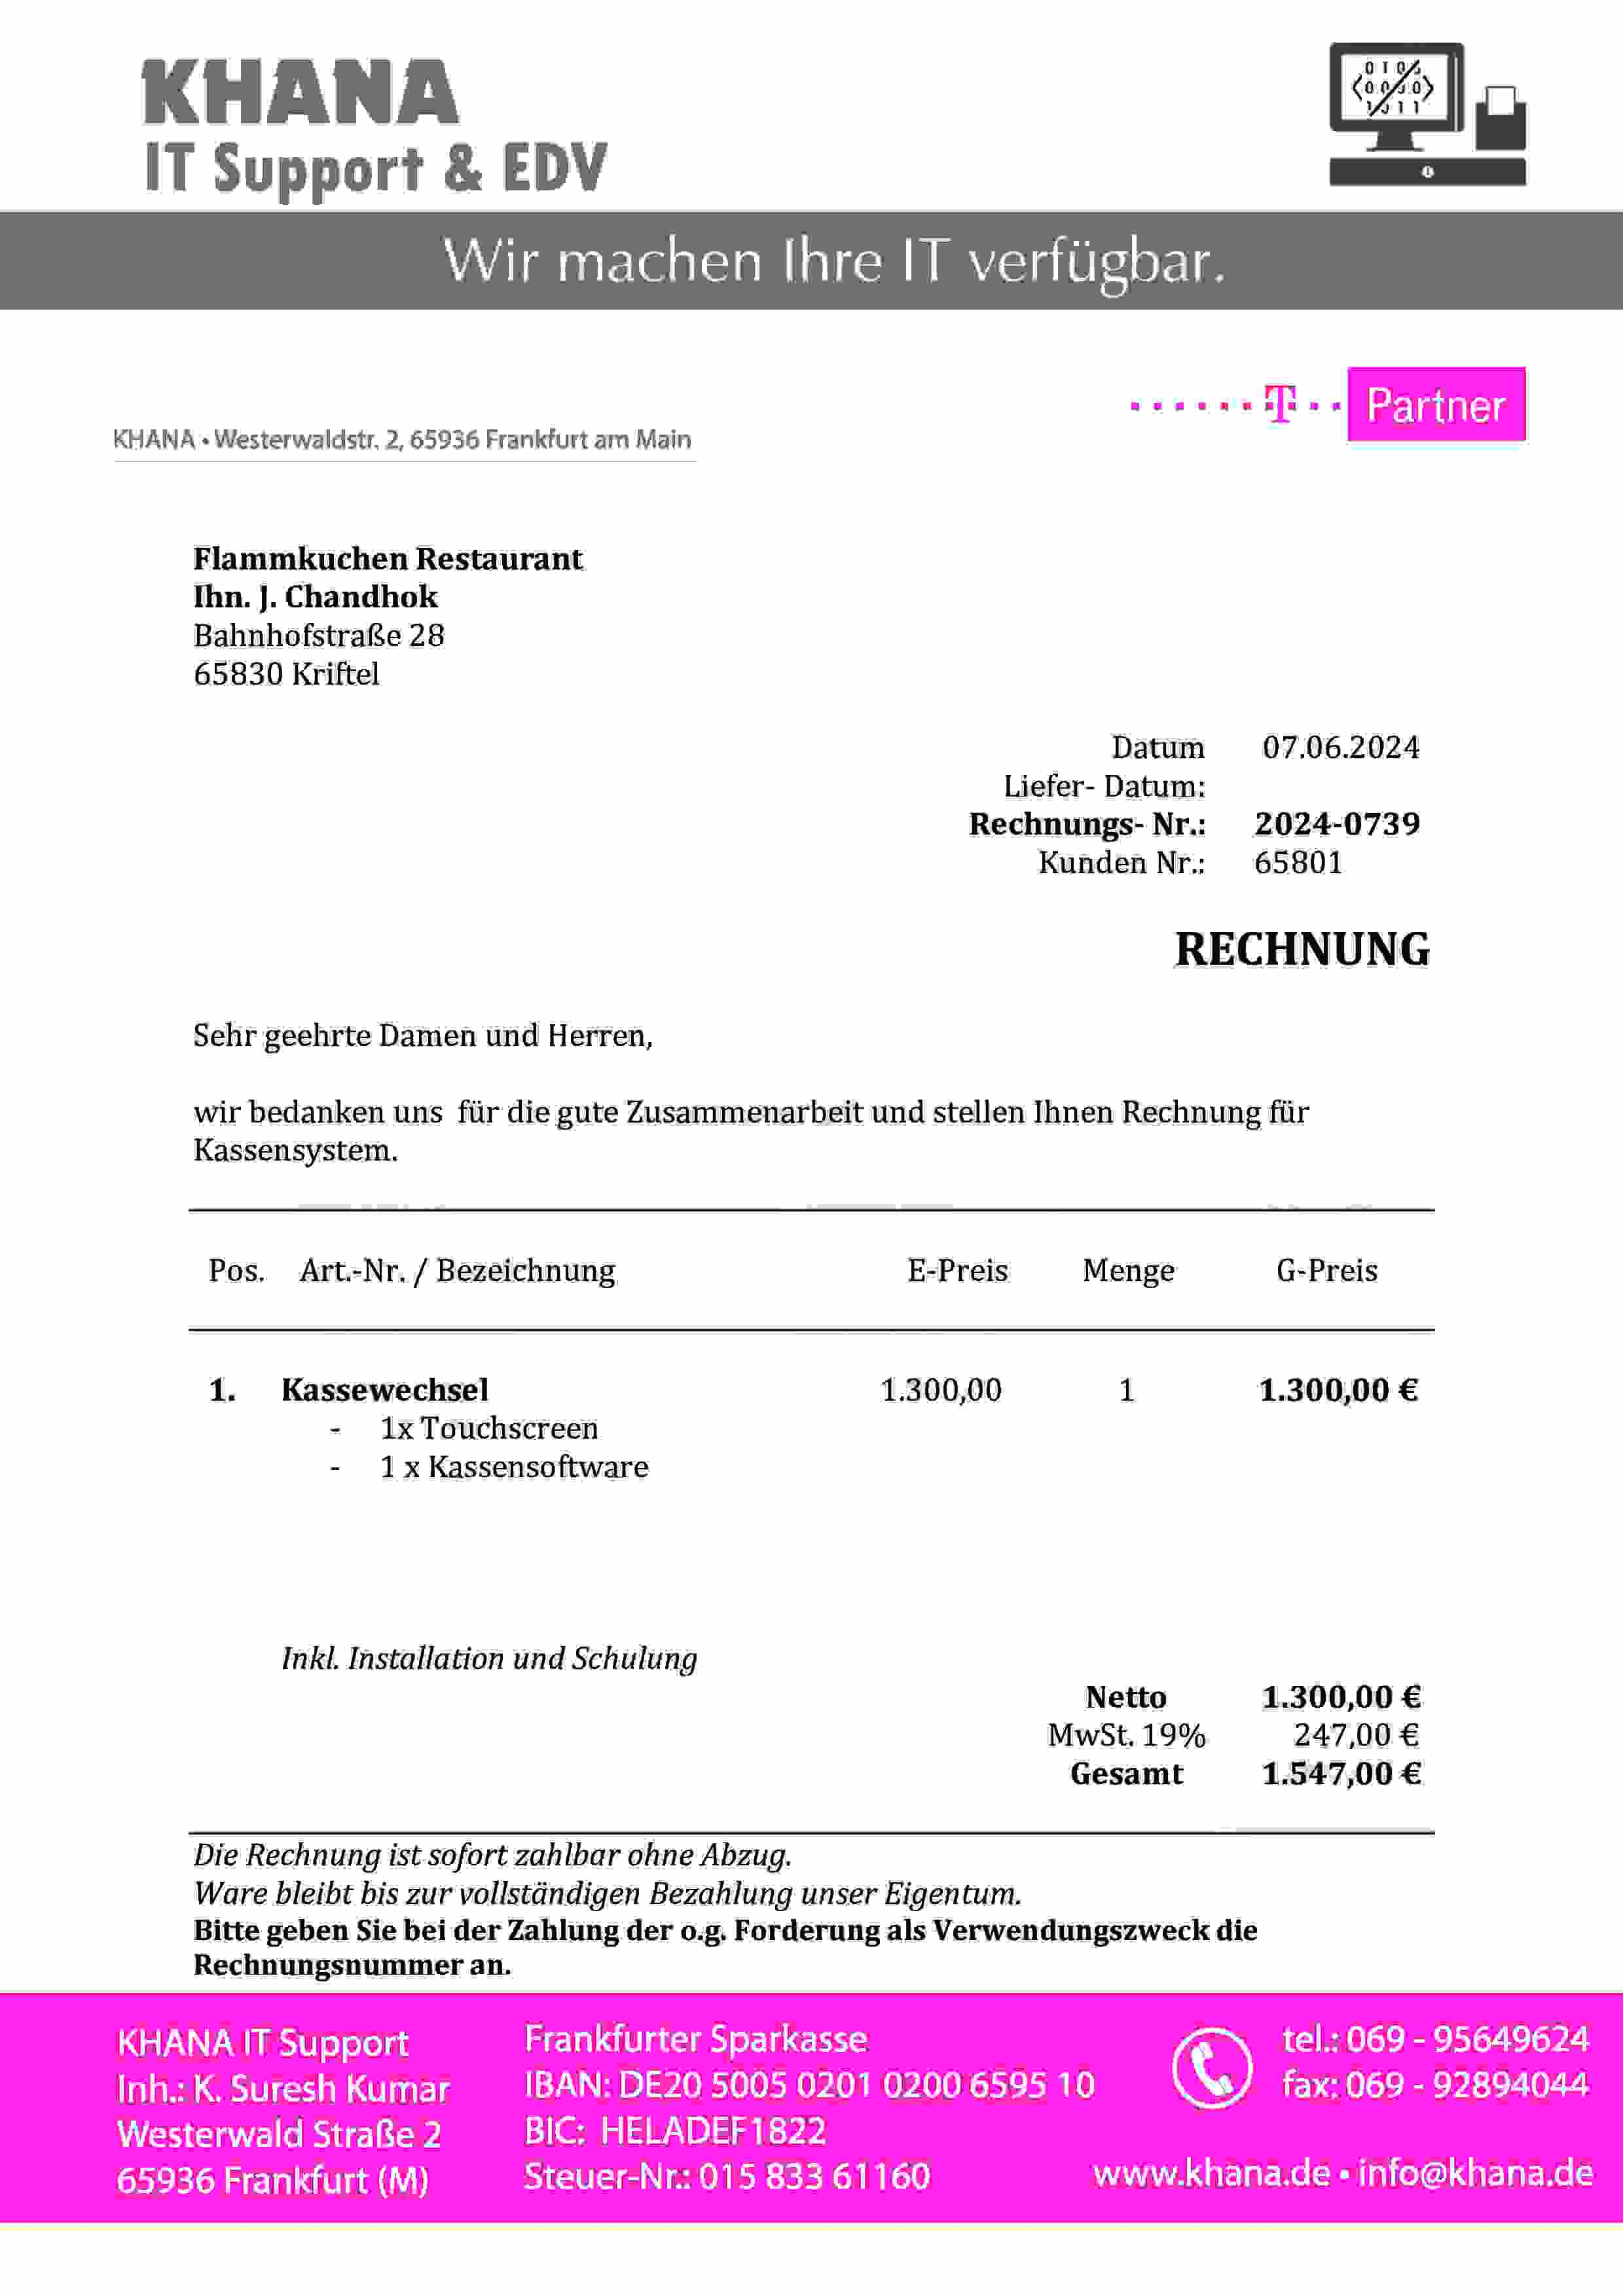 KHANA
IT Support & EDV
Wir machen Ihre IT verfügbar.
T Partner
KHANA • Westerwaldstr. 2, 65936 Frankfurt am Main
Flammkuchen Restaurant
Ihn. J. Chandhok
Bahnhofstraße 28
65830 Kriftel
Datum 07.06.2024
Liefer- Datum:
Rechnungs- Nr.: 2024-0739
Kunden Nr.: 65801
RECHNUNG
Sehr geehrte Damen und Herren,
wir bedanken uns für die gute Zusammenarbeit und stellen Ihnen Rechnung für
Kassensystem.
Pos. Art.-Nr. / Bezeichnung E-Preis Menge G-Preis
1. Kassewechsel 1.300,00 1 1.300,00 €
- 1x Touchscreen
- 1 x Kassensoftware
Inkl. Installation und Schulung
Netto 1.300,00 €
MwSt. 19% 247,00 €
Gesamt 1.547,00 €
Die Rechnung ist sofort zahlbar ohne Abzug.
Ware bleibt bis zur vollständigen Bezahlung unser Eigentum.
Bitte geben Sie bei der Zahlung der o.g. Forderung als Verwendungszweck die
Rechnungsnummer an.
KHANA IT Support
Inh.: K. Suresh Kumar
Westerwald Straße 2
65936 Frankfurt (M)
Frankfurter Sparkasse
IBAN: DE20 5005 0201 0200 6595 10
BIC: HELADEF1822
Steuer-Nr.: 015 833 61160
tel.: 069 - 95649624
fax: 069 - 92894044
www.khana.de • info@khana.de